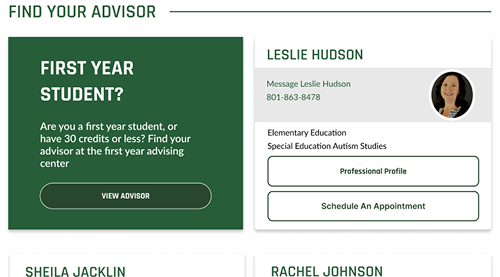 FIND YOUR ADVISOR
FIRST YEAR
STUDENT?
Are you a first year student, or
have 30 credits or less? Find your
advisor at the first year advising
center
VIEW ADVISOR
LESLIE HUDSON
Message Leslie Hudson
801-863-8478
Elementary Education
Special Education Autism Studies
Professional Profile
Schedule An Appointment
SHEILA JACKLIN
RACHEL JOHNSON